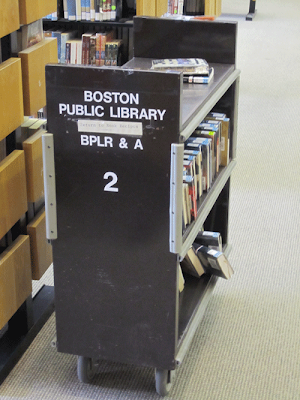 BOSTON
PUBLIC LIBRARY
BPLR & A
2